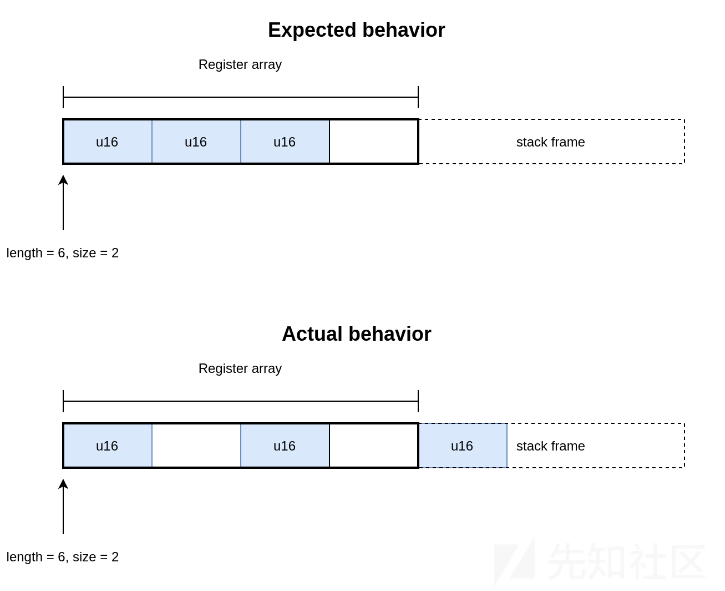 Expected behavior
Register array
u16 u16 u16 stack frame
length = 6, size = 2
Actual behavior
Register array
u16 u16 u16 stack frame
length = 6, size = 2
先知社区